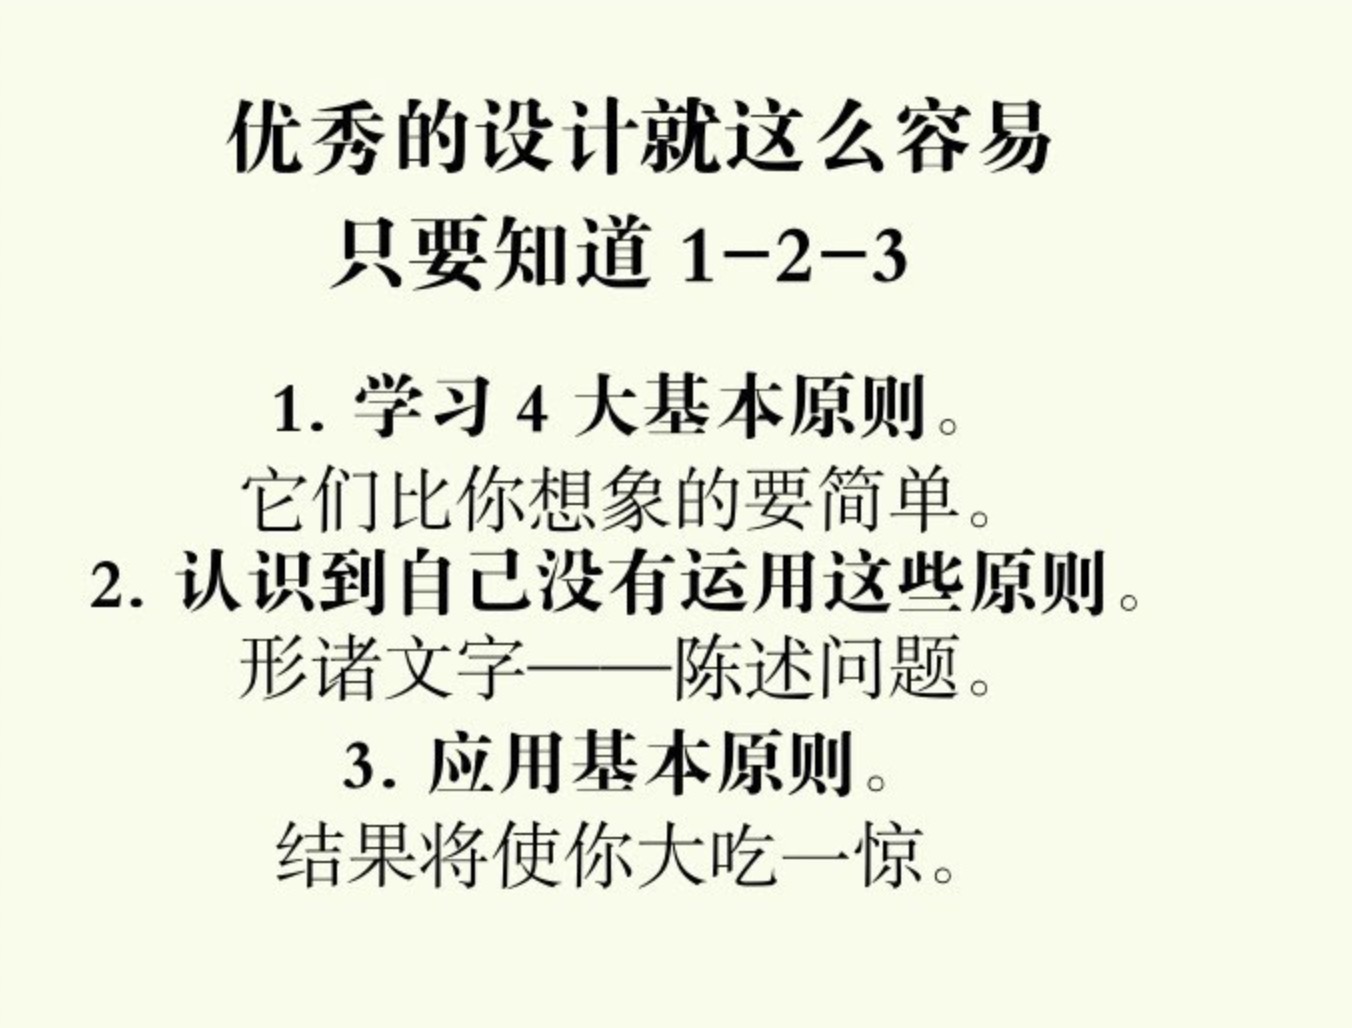 优秀的设计就这么容易
只要知道 1-2-3
1. 学习 4 大基本原则。
它们比你想象的要简单。
2. 认识到自己没有运用这些原则。
形诸文字——陈述问题。
3. 应用基本原则。
结果将使你大吃一惊。